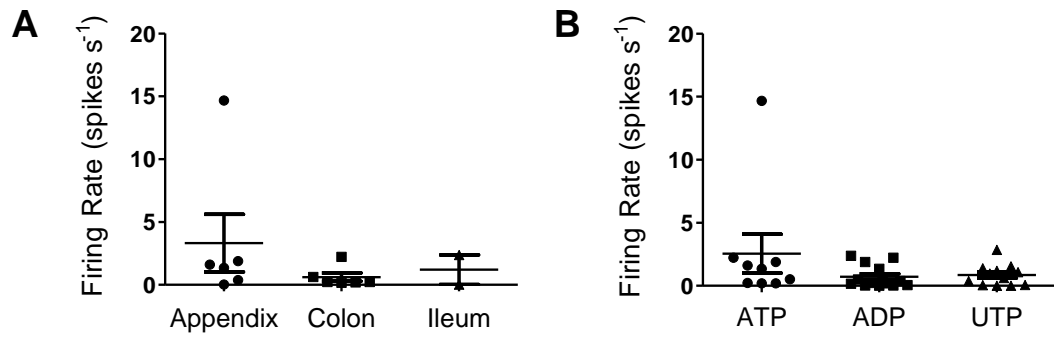 A
Firing Rate (spikes s-1)
20
15
10
5
0
Appendix Colon Ileum
B
Firing Rate (spikes s-1)
20
15
10
5
0
ATP ADP UTP